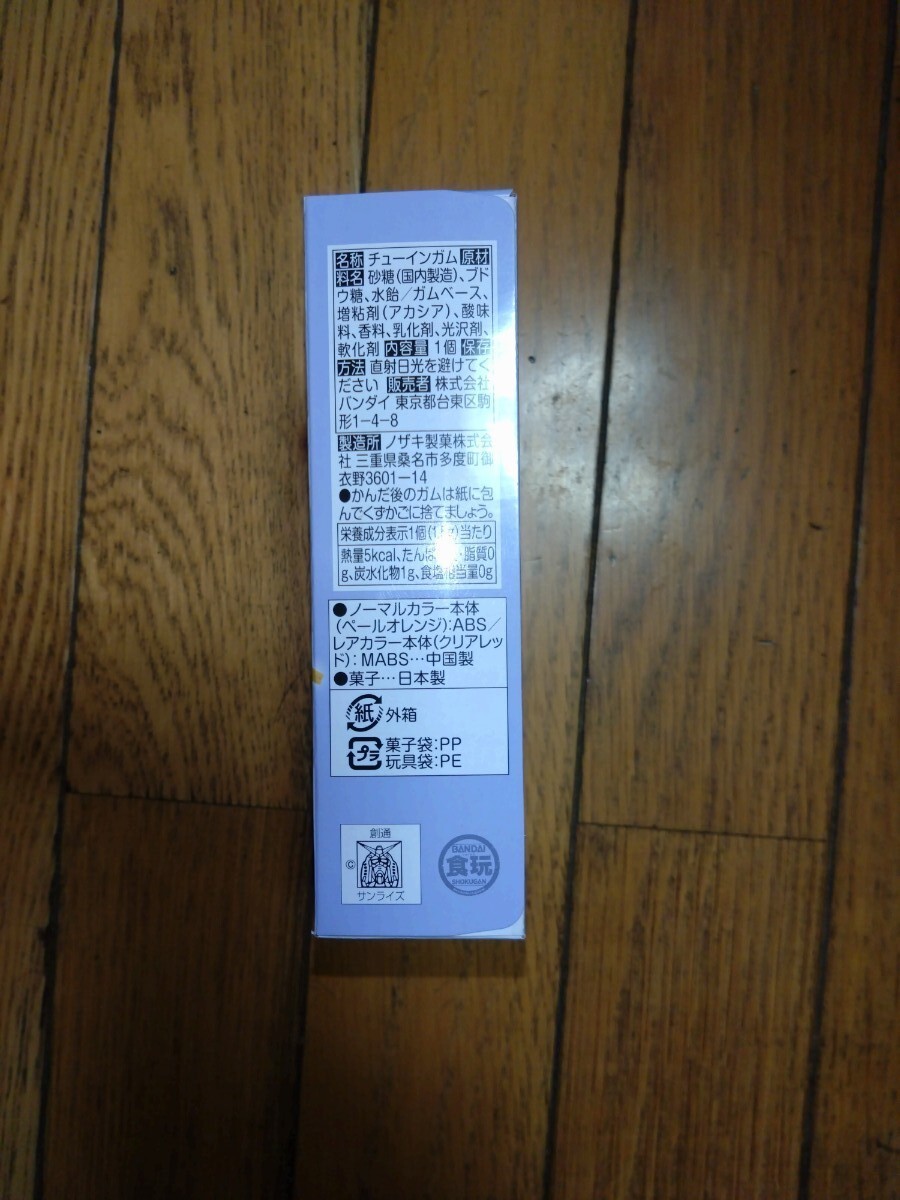 名称 チューインガム 原材
料名 砂糖(国内製造)、ブド
ウ糖、水飴/ガムベース、
増粘剤(アカシア)、酸味
料、香料、乳化剤、光沢剤、
軟化剤 内容量 1個 保存
方法 直射日光を避けてく
ださい 販売者 株式会社
バンダイ 東京都台東区駒
形1-4-8
製造所 ノザキ製菓株式会
社 三重県桑名市多度町御
衣野3601-14
●かんだ後のガムは紙に包
んでくずかごに捨てましょう。
栄養成分表示1個 当たり
熱量5kcal、たんぱ ・脂質0
g、炭水化物1g、食塩相当量0g
●ノーマルカラー本体
(ペールオレンジ):ABS/
レアカラー本体(クリアレッ
ド):MABS…中国製
●菓子…日本製
紙 外箱
プラ 菓子袋:PP
玩具袋:PE
創通
©
サンライズ
BANDAI
食玩
SHOKUGAN